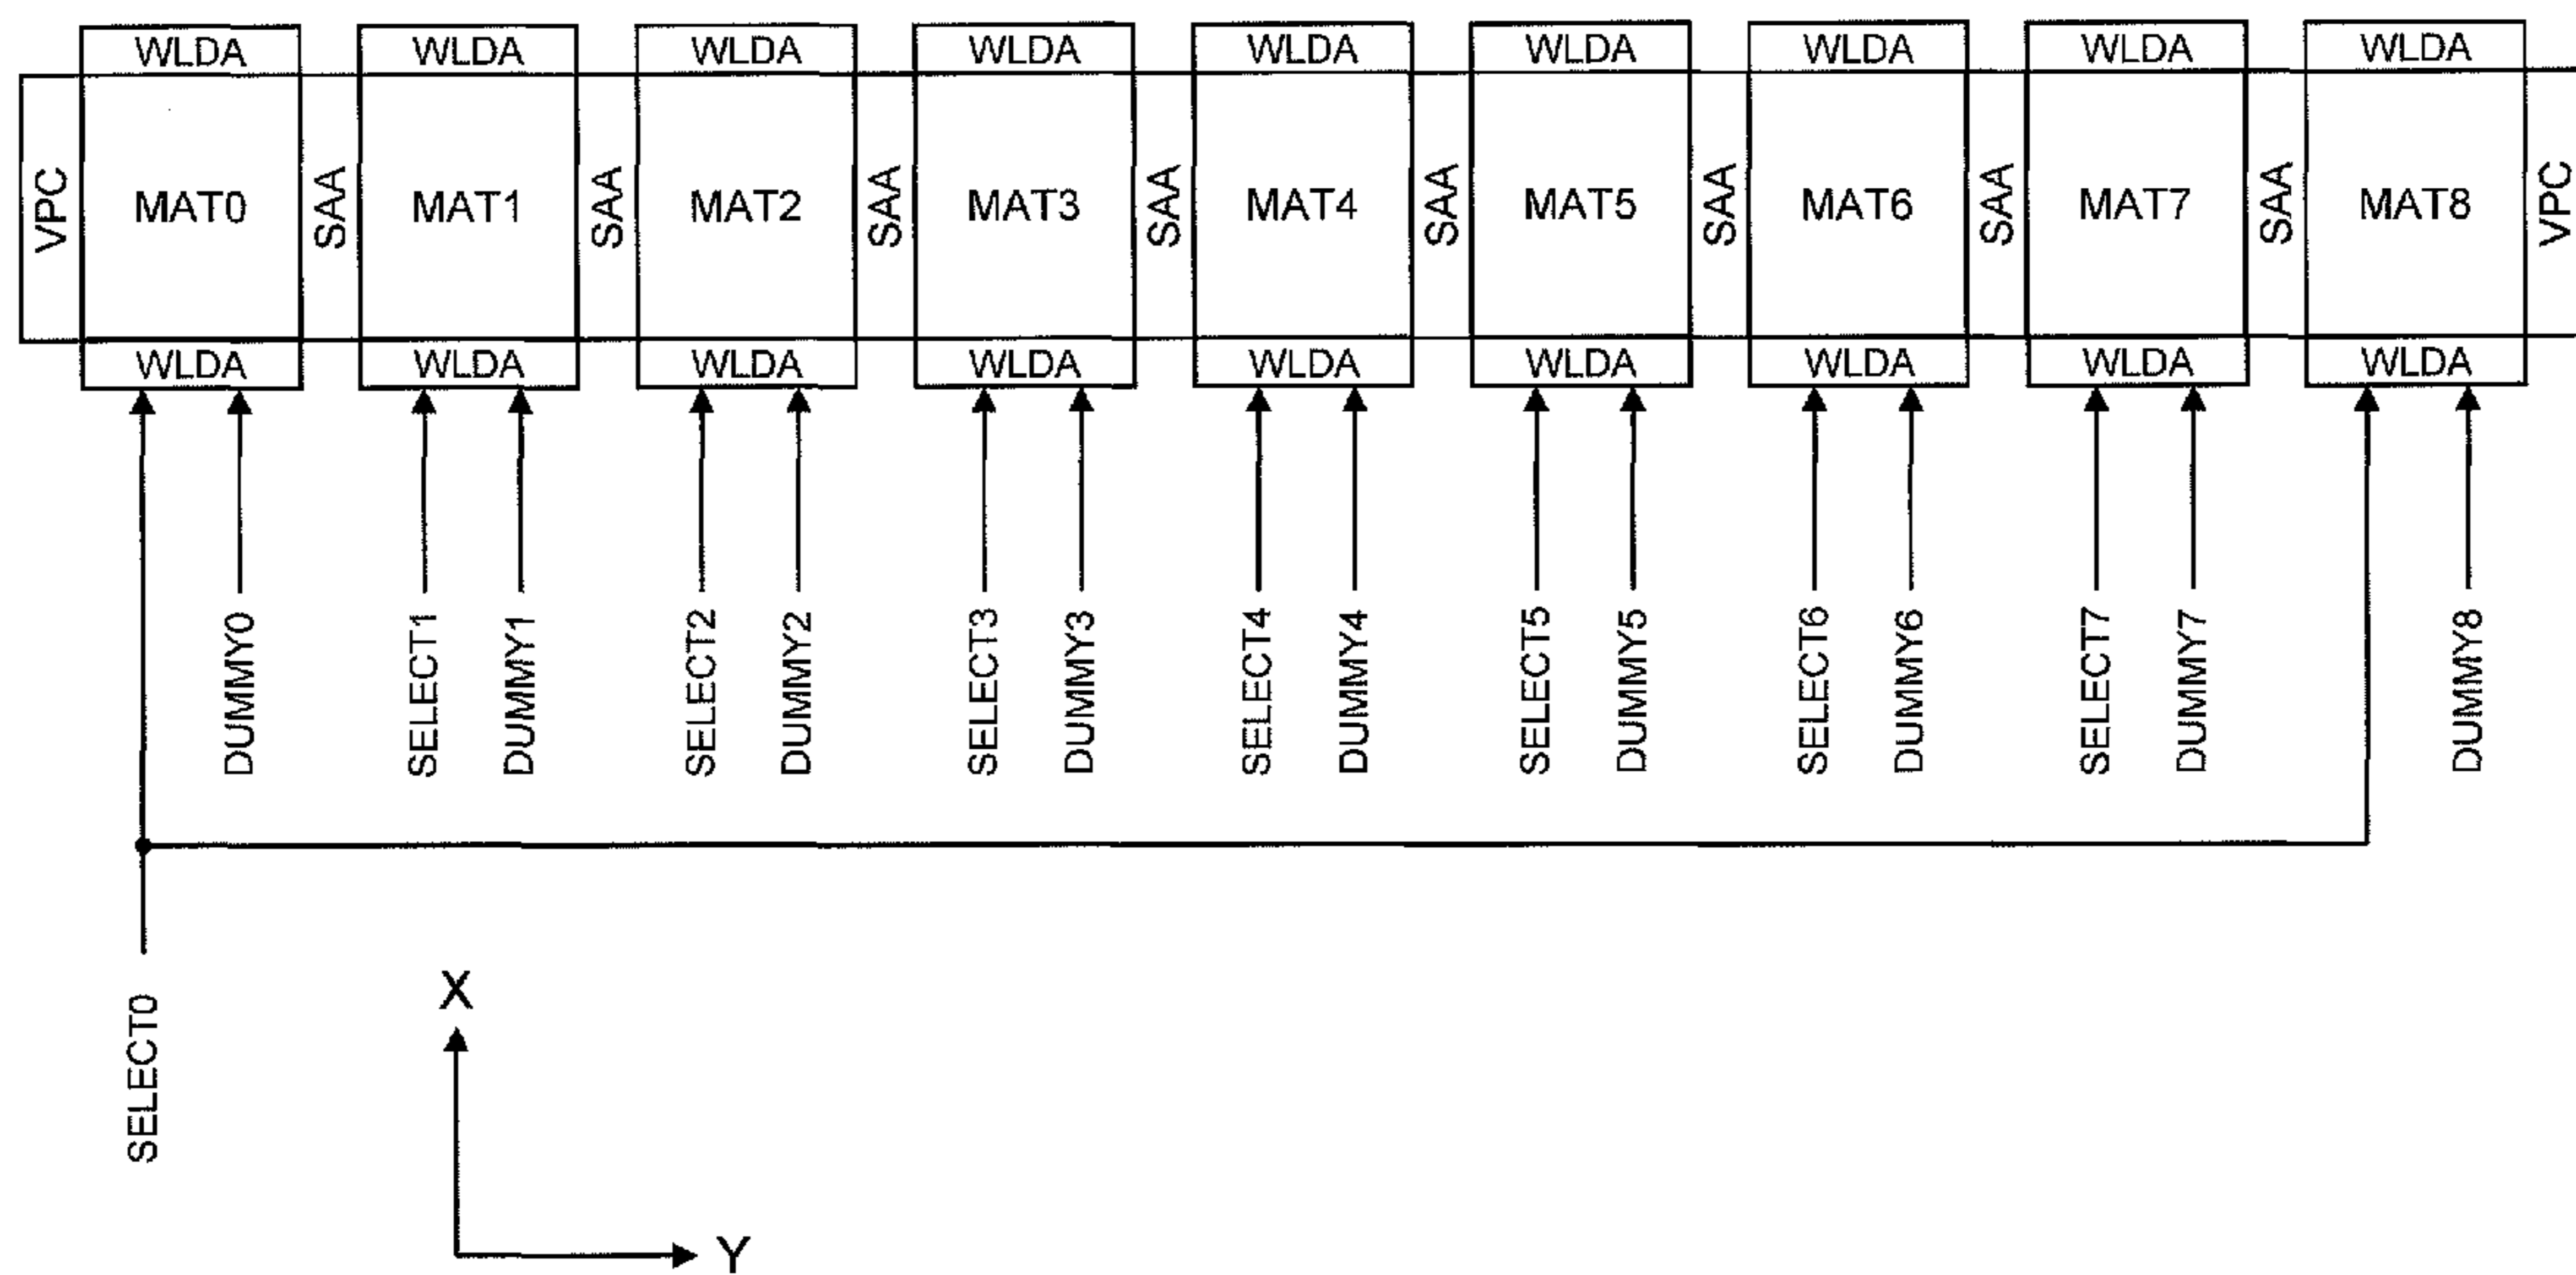 WLDA WLDA WLDA WLDA WLDA WLDA WLDA WLDA WLDA
VPC MAT0 SAA MAT1 SAA MAT2 SAA MAT3 SAA MAT4 SAA MAT5 SAA MAT6 SAA MAT7 SAA MAT8 VPC
WLDA WLDA WLDA WLDA WLDA WLDA WLDA WLDA WLDA
DUMMY0 SELECT1 DUMMY1 SELECT2 DUMMY2 SELECT3 DUMMY3 SELECT4 DUMMY4 SELECT5 DUMMY5 SELECT6 DUMMY6 SELECT7 DUMMY7 DUMMY8
SELECT0
X
Y